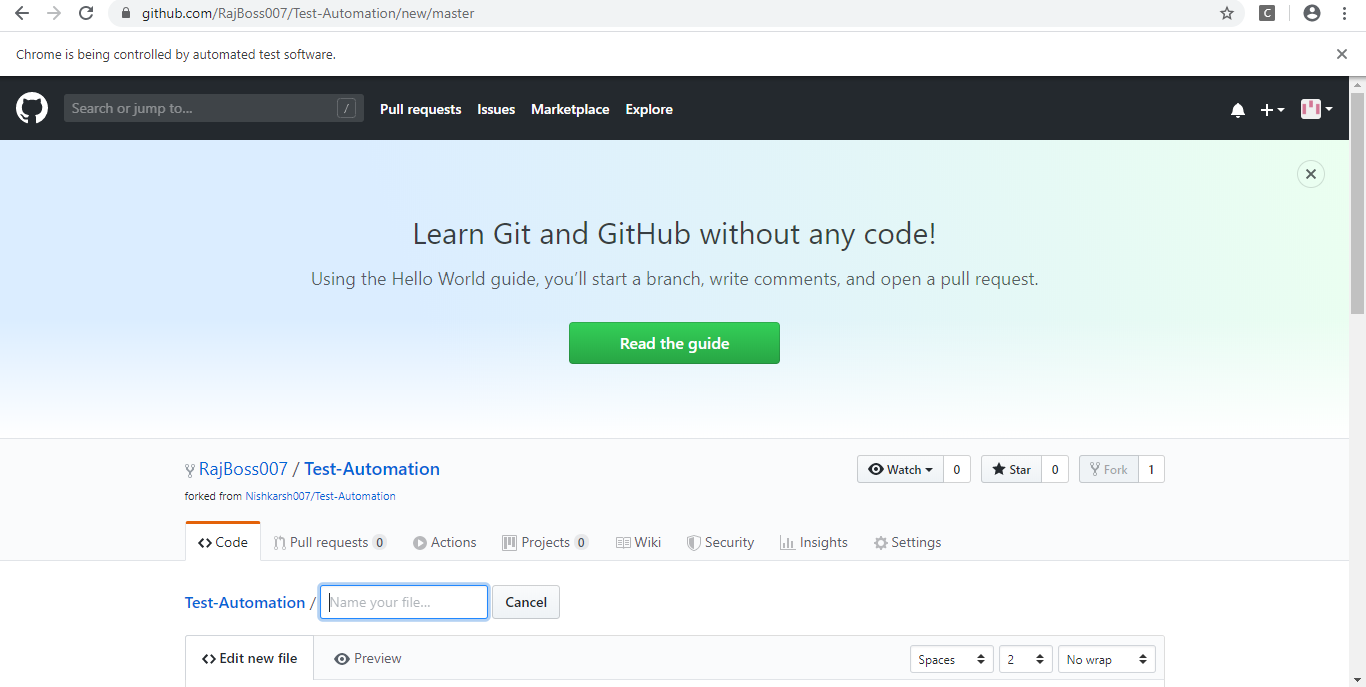 github.com/RajBoss007/Test-Automation/new/master
C
Chrome is being controlled by automated test software.
Search or jump to... / Pull requests Issues Marketplace Explore
Learn Git and GitHub without any code!
Using the Hello World guide, you’ll start a branch, write comments, and open a pull request.
Read the guide
RajBoss007 / Test-Automation Watch 0 Star 0 Fork 1
forked from Nishkarsh007/Test-Automation
Code Pull requests 0 Actions Projects 0 Wiki Security Insights Settings
Test-Automation / Name your file... Cancel
Edit new file Preview Spaces 2 No wrap